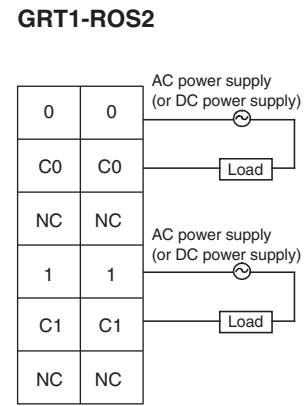 GRT1-ROS2
AC power supply
(or DC power supply)
0 0
C0 C0
Load
NC NC
AC power supply
(or DC power supply)
1 1
C1 C1
Load
NC NC